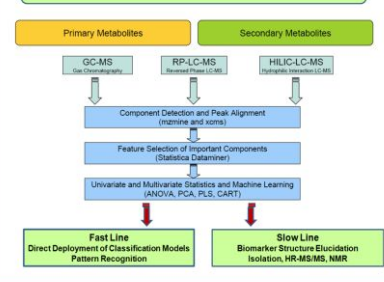 Primary Metabolites
Secondary Metabolites
GC-MS
Gas Chromatography
RP-LC-MS
Reversed Phase LC-MS
HILIC-LC-MS
Hydrophilic Interaction LC-MS
Component Detection and Peak Alignment
(mzmine and xcms)
Feature Selection of Important Components
(Statistica Dataminer)
Univariate and Multivariate Statistics and Machine Learning
(ANOVA, PCA, PLS, CART)
Fast Line
Direct Deployment of Classification Models
Pattern Recognition
Slow Line
Biomarker Structure Elucidation
Isolation, HR-MS/MS, NMR